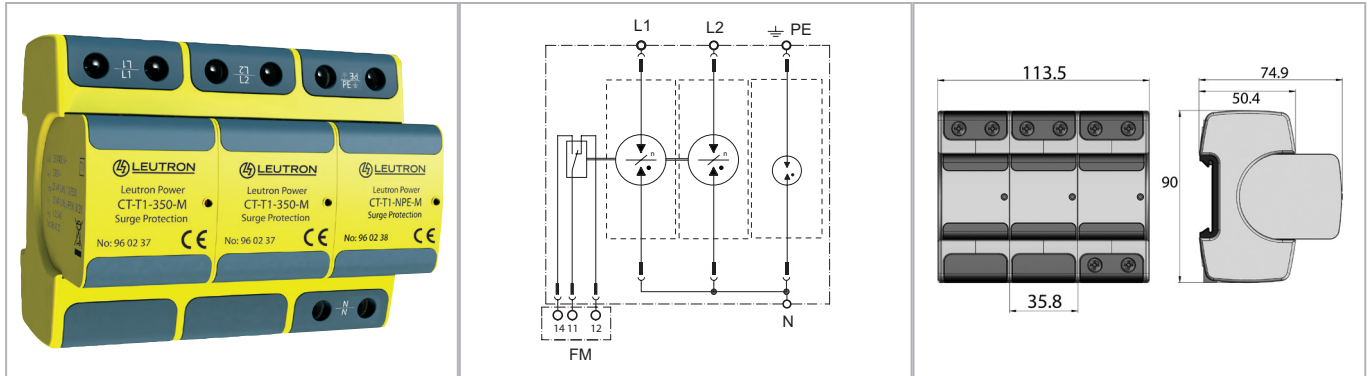 L1
L1
L2
L2
PE
PE
LEUTRON
Leutron Power
CT-T1-350-M
Surge Protection
No: 96 02 37
CE
LEUTRON
Leutron Power
CT-T1-350-M
Surge Protection
No: 96 02 37
CE
LEUTRON
Leutron Power
CT-T1-NPE-M
Surge Protection
No: 96 02 38
CE
N
N
L1 L2 PE
n n
14 11 12
N
FM
113.5
35.8
74.9
50.4
90